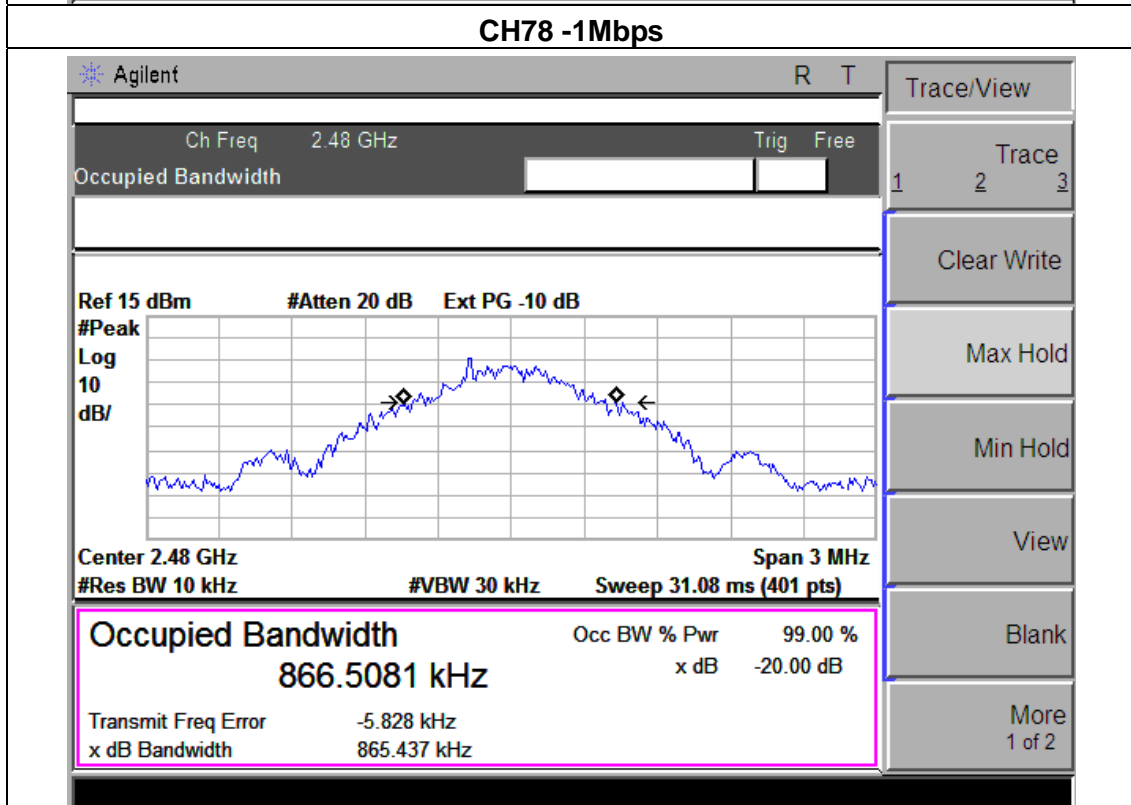 CH78 -1Mbps
Agilent R T
Trace/View
Ch Freq 2.48 GHz Trig Free
Occupied Bandwidth
Trace
1 2 3
Clear Write
Ref 15 dBm #Atten 20 dB Ext PG -10 dB
#Peak
Log
10
dB/
Max Hold
Min Hold
View
Center 2.48 GHz Span 3 MHz
#Res BW 10 kHz #VBW 30 kHz Sweep 31.08 ms (401 pts)
Occupied Bandwidth Occ BW % Pwr 99.00 %
866.5081 kHz x dB -20.00 dB
Blank
Transmit Freq Error -5.828 kHz
x dB Bandwidth 865.437 kHz
More
1 of 2